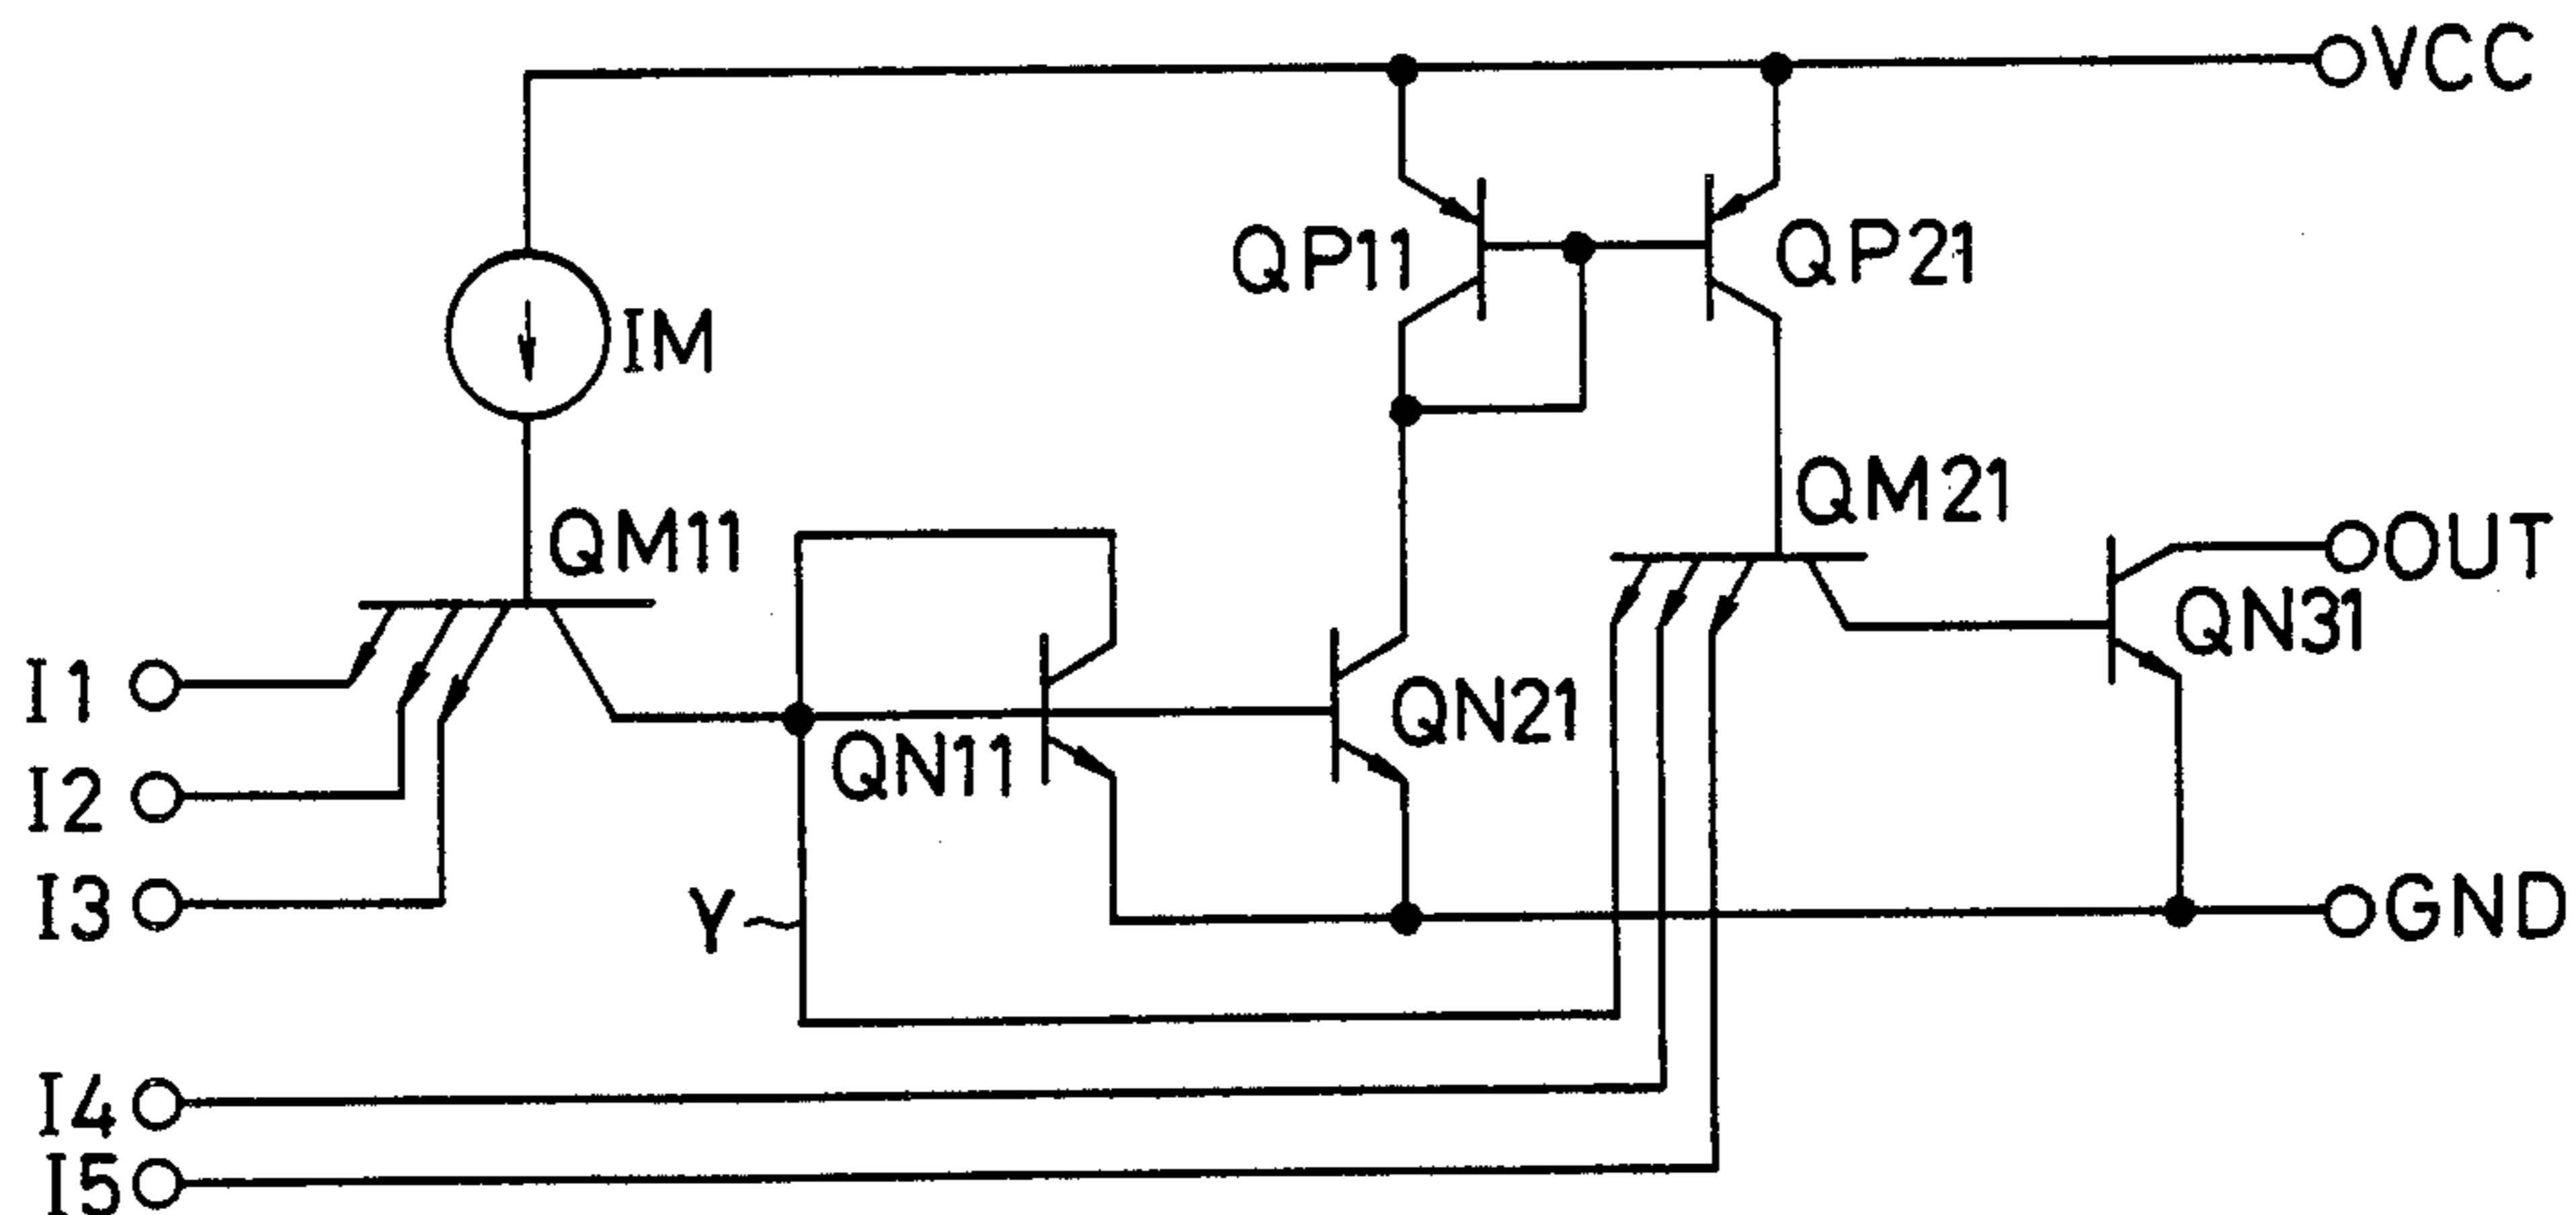 VCC
QP11
QP21
IM
QM21
QM11
OUT
QN31
I1
QN21
QN11
I2
I3
Y
GND
I4
I5